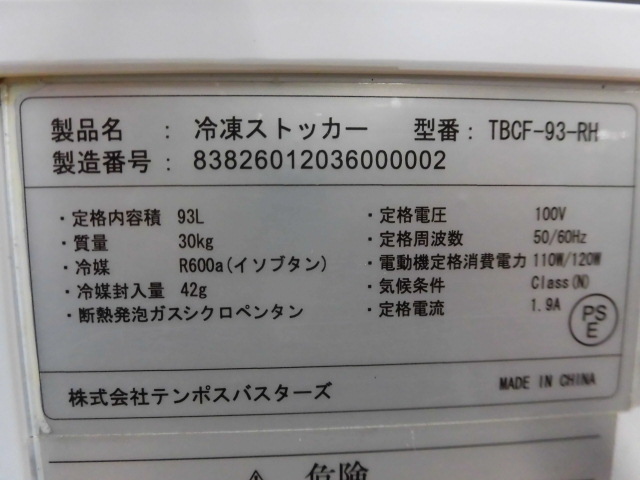 製品名 : 冷凍ストッカー 型番: TBCF-93-RH
製造番号: 83826012036000002
・定格内容積 93L ・定格電圧 100V
・質量 30kg ・定格周波数 50/60Hz
・冷媒 R600a(イソブタン) ・電動機定格消費電力 110W/120W
・冷媒封入量 42g ・気候条件 Class(N)
・断熱発泡ガスシクロペンタン ・定格電流 1.9A
PS
E
株式会社テンポスバスターズ MADE IN CHINA
危険